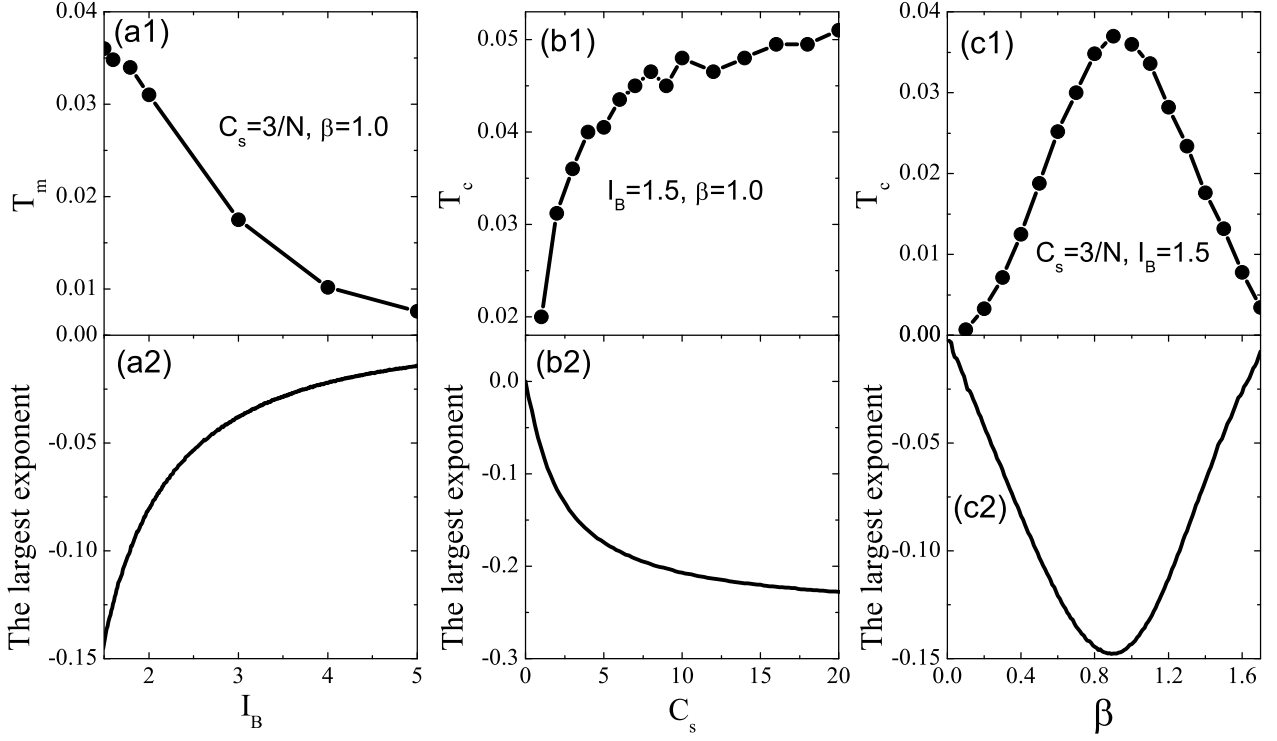 (a1)
0.04
0.03
0.02
0.01
0.00
T_m
C_s=3/N, β=1.0
(b1)
0.05
0.04
0.03
0.02
T_c
I_B=1.5, β=1.0
(c1)
0.04
0.03
0.02
0.01
0.00
T_c
C_s=3/N, I_B=1.5
(a2)
-0.05
-0.10
-0.15
The largest exponent
2 3 4 5
I_B
(b2)
0.0
-0.1
-0.2
-0.3
The largest exponent
0 5 10 15 20
C_s
(c2)
-0.05
-0.10
-0.15
The largest exponent
0.0 0.4 0.8 1.2 1.6
β